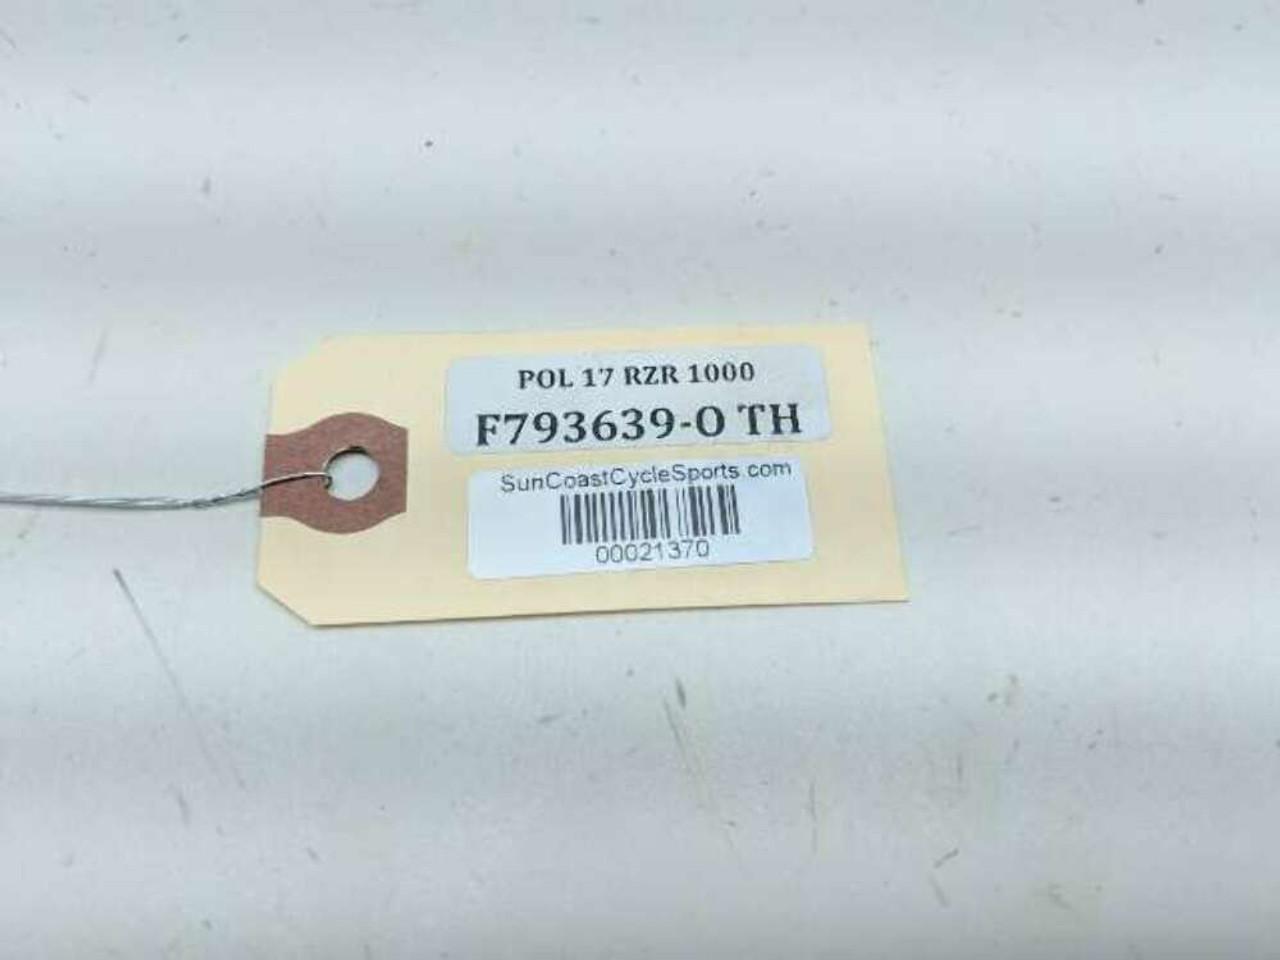 POL 17 RZR 1000
F793639-O TH
SunCoastCycleSports.com
00021370